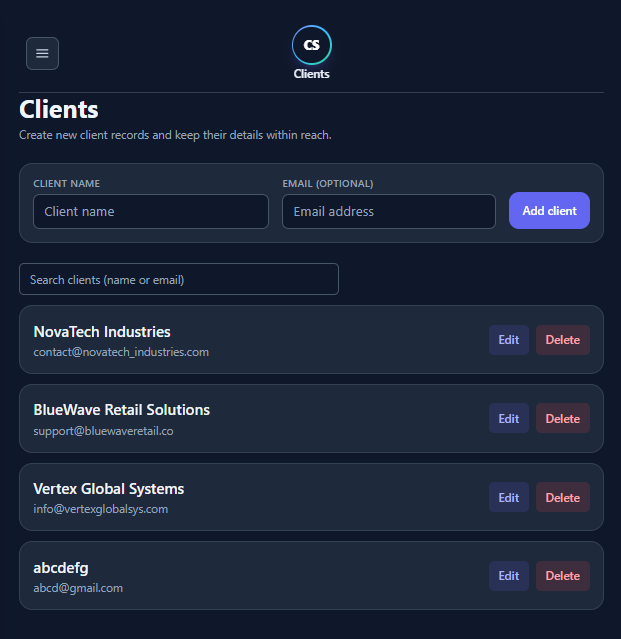 CS
Clients
Clients
Create new client records and keep their details within reach.
CLIENT NAME
EMAIL (OPTIONAL)
Client name
Email address
Add client
Search clients (name or email)
NovaTech Industries
contact@novatech_industries.com
Edit
Delete
BlueWave Retail Solutions
support@bluewaveretail.co
Edit
Delete
Vertex Global Systems
info@vertexglobalsys.com
Edit
Delete
abcdefg
abcd@gmail.com
Edit
Delete